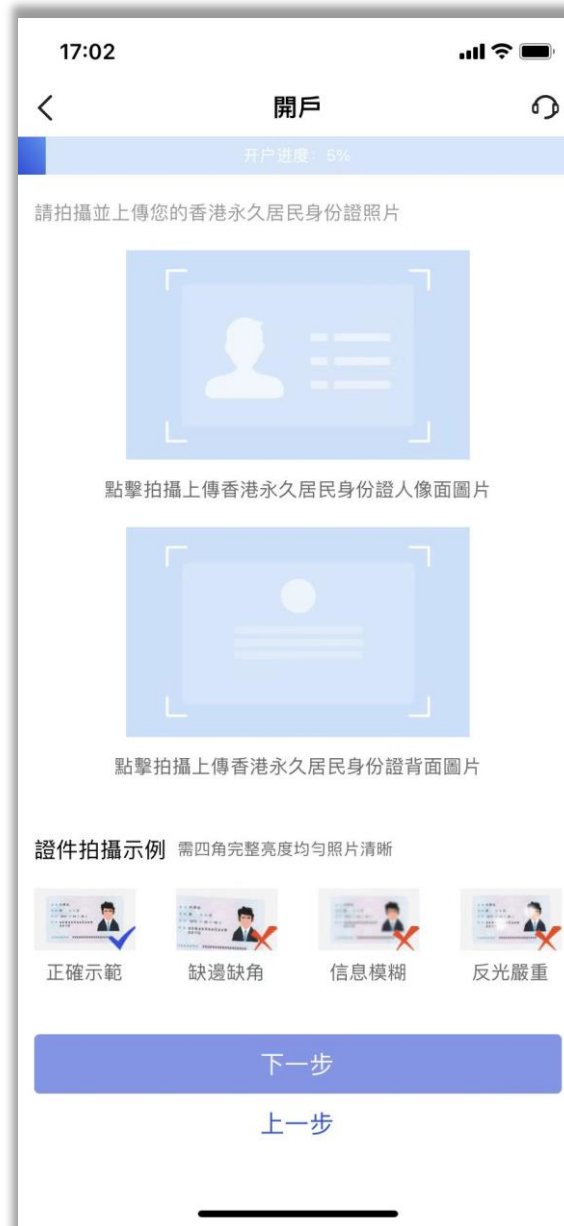 17:02
開戶
开户进度：5%
請拍攝並上傳您的香港永久居民身份證照片
點擊拍攝上傳香港永久居民身份證人像面圖片
點擊拍攝上傳香港永久居民身份證背面圖片
證件拍攝示例 需四角完整亮度均勻照片清晰
正確示範 缺邊缺角 信息模糊 反光嚴重
下一步
上一步